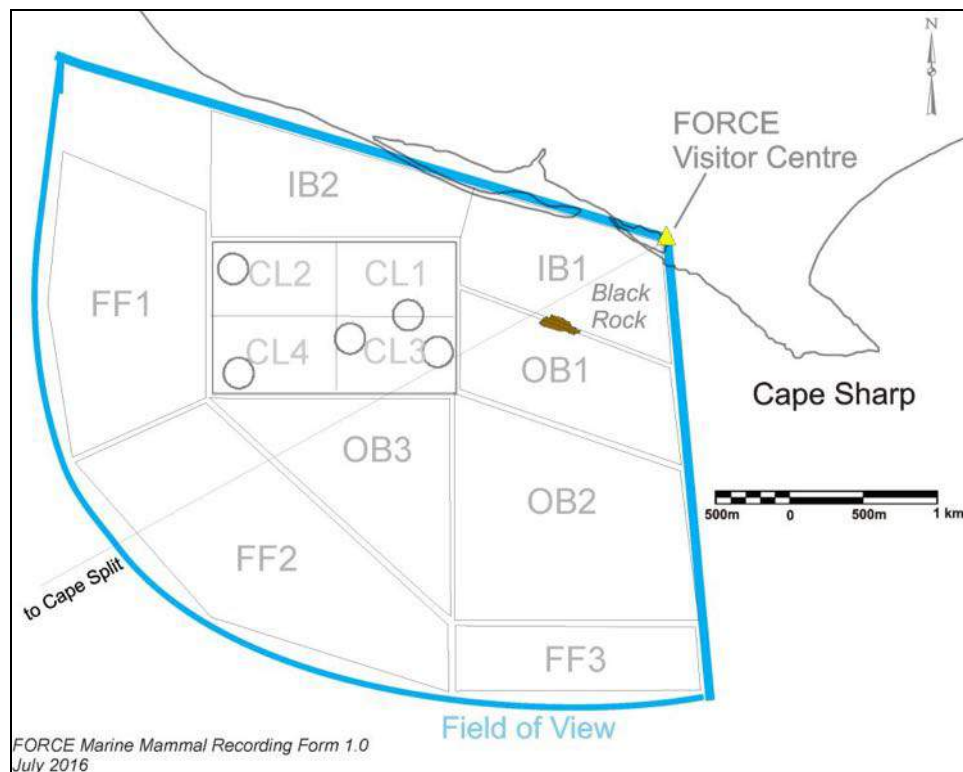 N
FORCE
Visitor Centre
IB2
IB1
CL2
CL1
FF1
Black
Rock
CL4
CL3
OB1
Cape Sharp
OB3
OB2
500m
0
500m
1 km
FF2
to Cape Split
FF3
Field of View
FORCE Marine Mammal Recording Form 1.0
July 2016